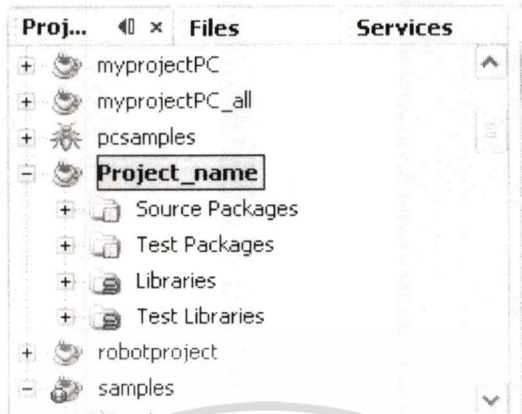 Proj... Files Services
myprojectPC
myprojectPC_all
pcsamples
Project_name
Source Packages
Test Packages
Libraries
Test Libraries
robotproject
samples